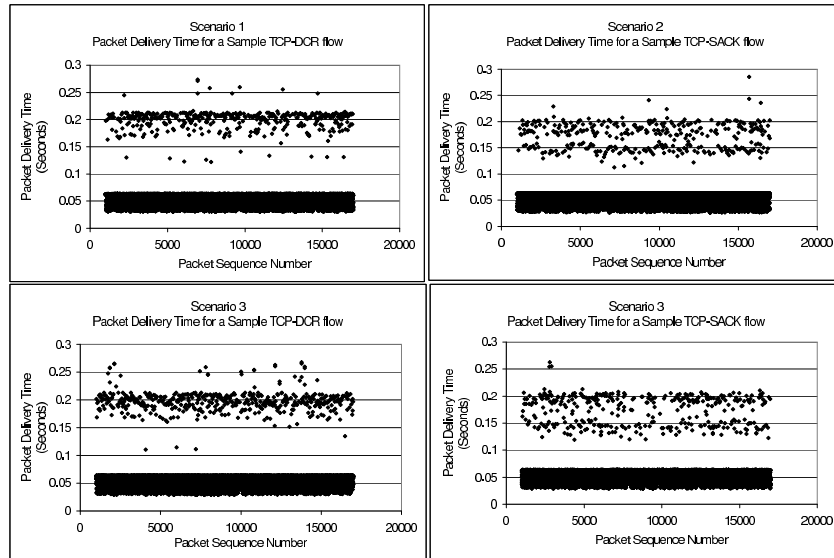 Scenario 1
Packet Delivery Time for a Sample TCP-DCR flow
0.3
0.25
0.2
0.15
0.1
0.05
0
Packet Delivery Time
(Seconds)
0
5000
10000
15000
20000
Packet Sequence Number
Scenario 2
Packet Delivery Time for a Sample TCP-SACK flow
0.3
0.25
0.2
0.15
0.1
0.05
0
Packet Delivery Time
(Seconds)
0
5000
10000
15000
20000
Packet Sequence Number
Scenario 3
Packet Delivery Time for a Sample TCP-DCR flow
0.3
0.25
0.2
0.15
0.1
0.05
0
Packet Delivery Time
(Seconds)
0
5000
10000
15000
20000
Packet Sequence Number
Scenario 3
Packet Delivery Time for a Sample TCP-SACK flow
0.3
0.25
0.2
0.15
0.1
0.05
0
Packet Delivery Time
(Seconds)
0
5000
10000
15000
20000
Packet Sequence Number